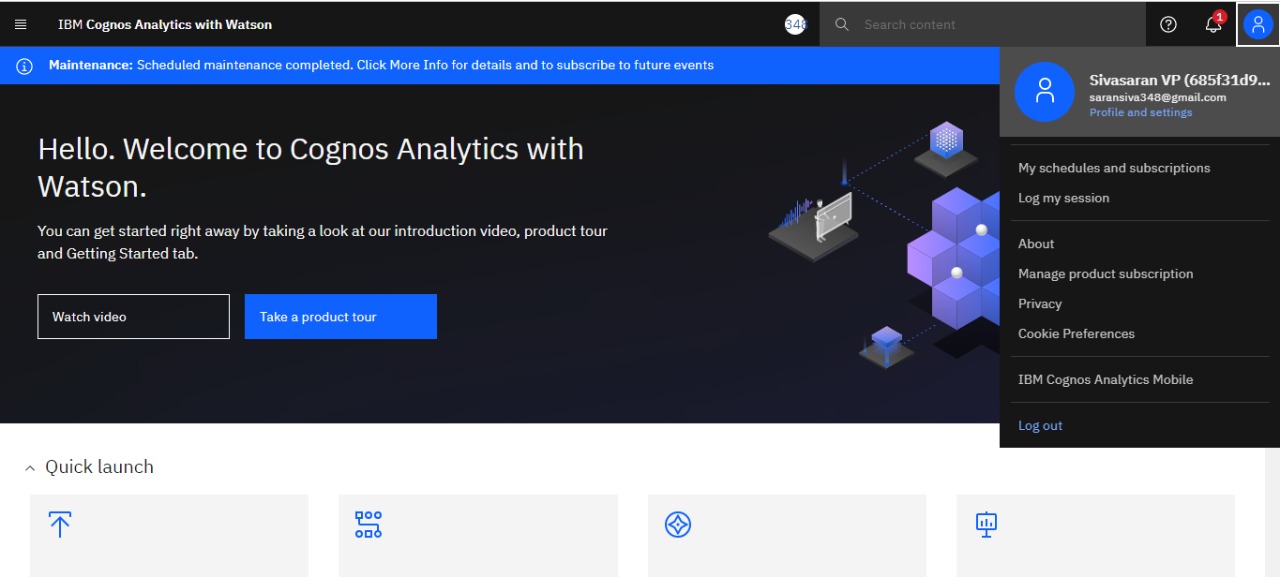 IBM Cognos Analytics with Watson
348
Search content
1
Maintenance: Scheduled maintenance completed. Click More Info for details and to subscribe to future events
Hello. Welcome to Cognos Analytics with
Watson.
You can get started right away by taking a look at our introduction video, product tour
and Getting Started tab.
Watch video
Take a product tour
Sivasaran VP (685f31d9...
saransiva348@gmail.com
Profile and settings
My schedules and subscriptions
Log my session
About
Manage product subscription
Privacy
Cookie Preferences
IBM Cognos Analytics Mobile
Log out
Quick launch